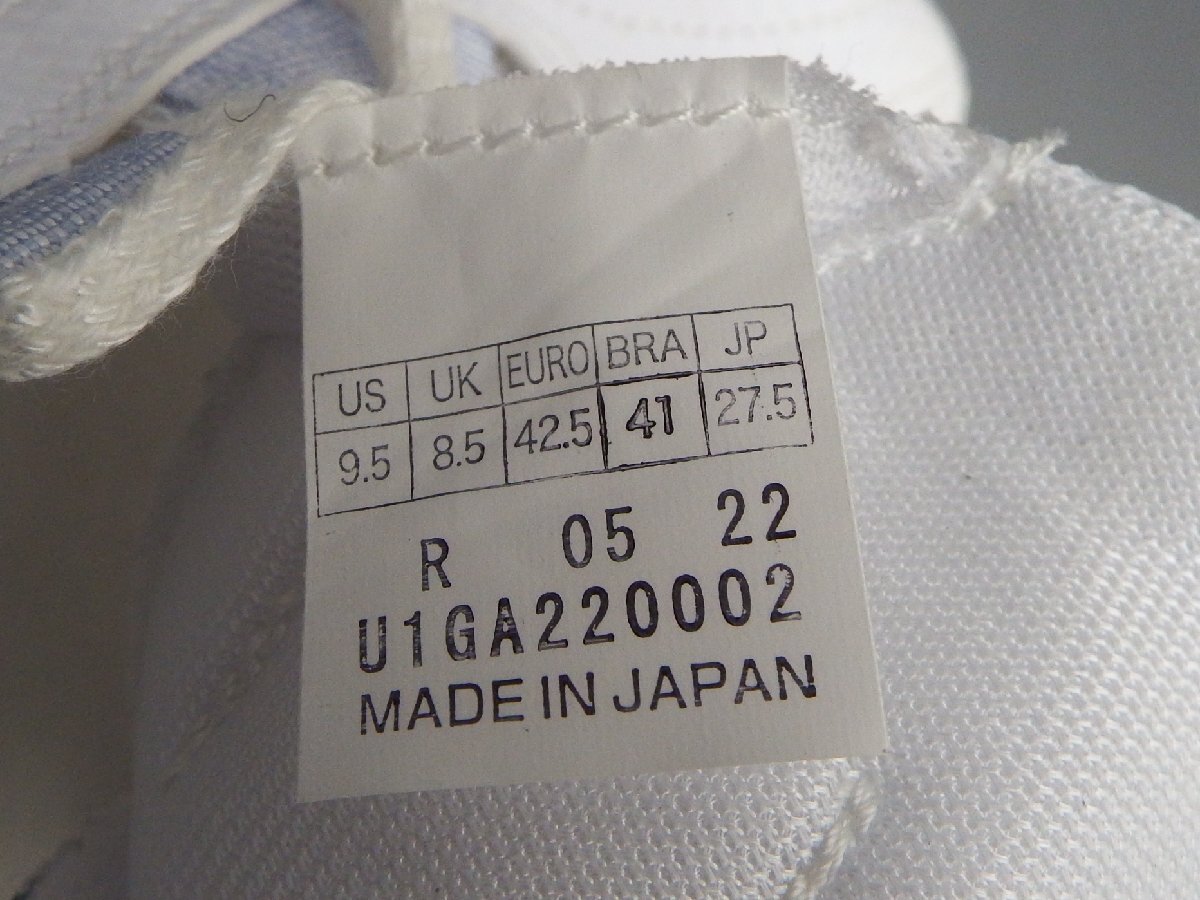 US UK EURO BRA JP
9.5 8.5 42.5 41 27.5
R 05 22
U1GA220002
MADE IN JAPAN